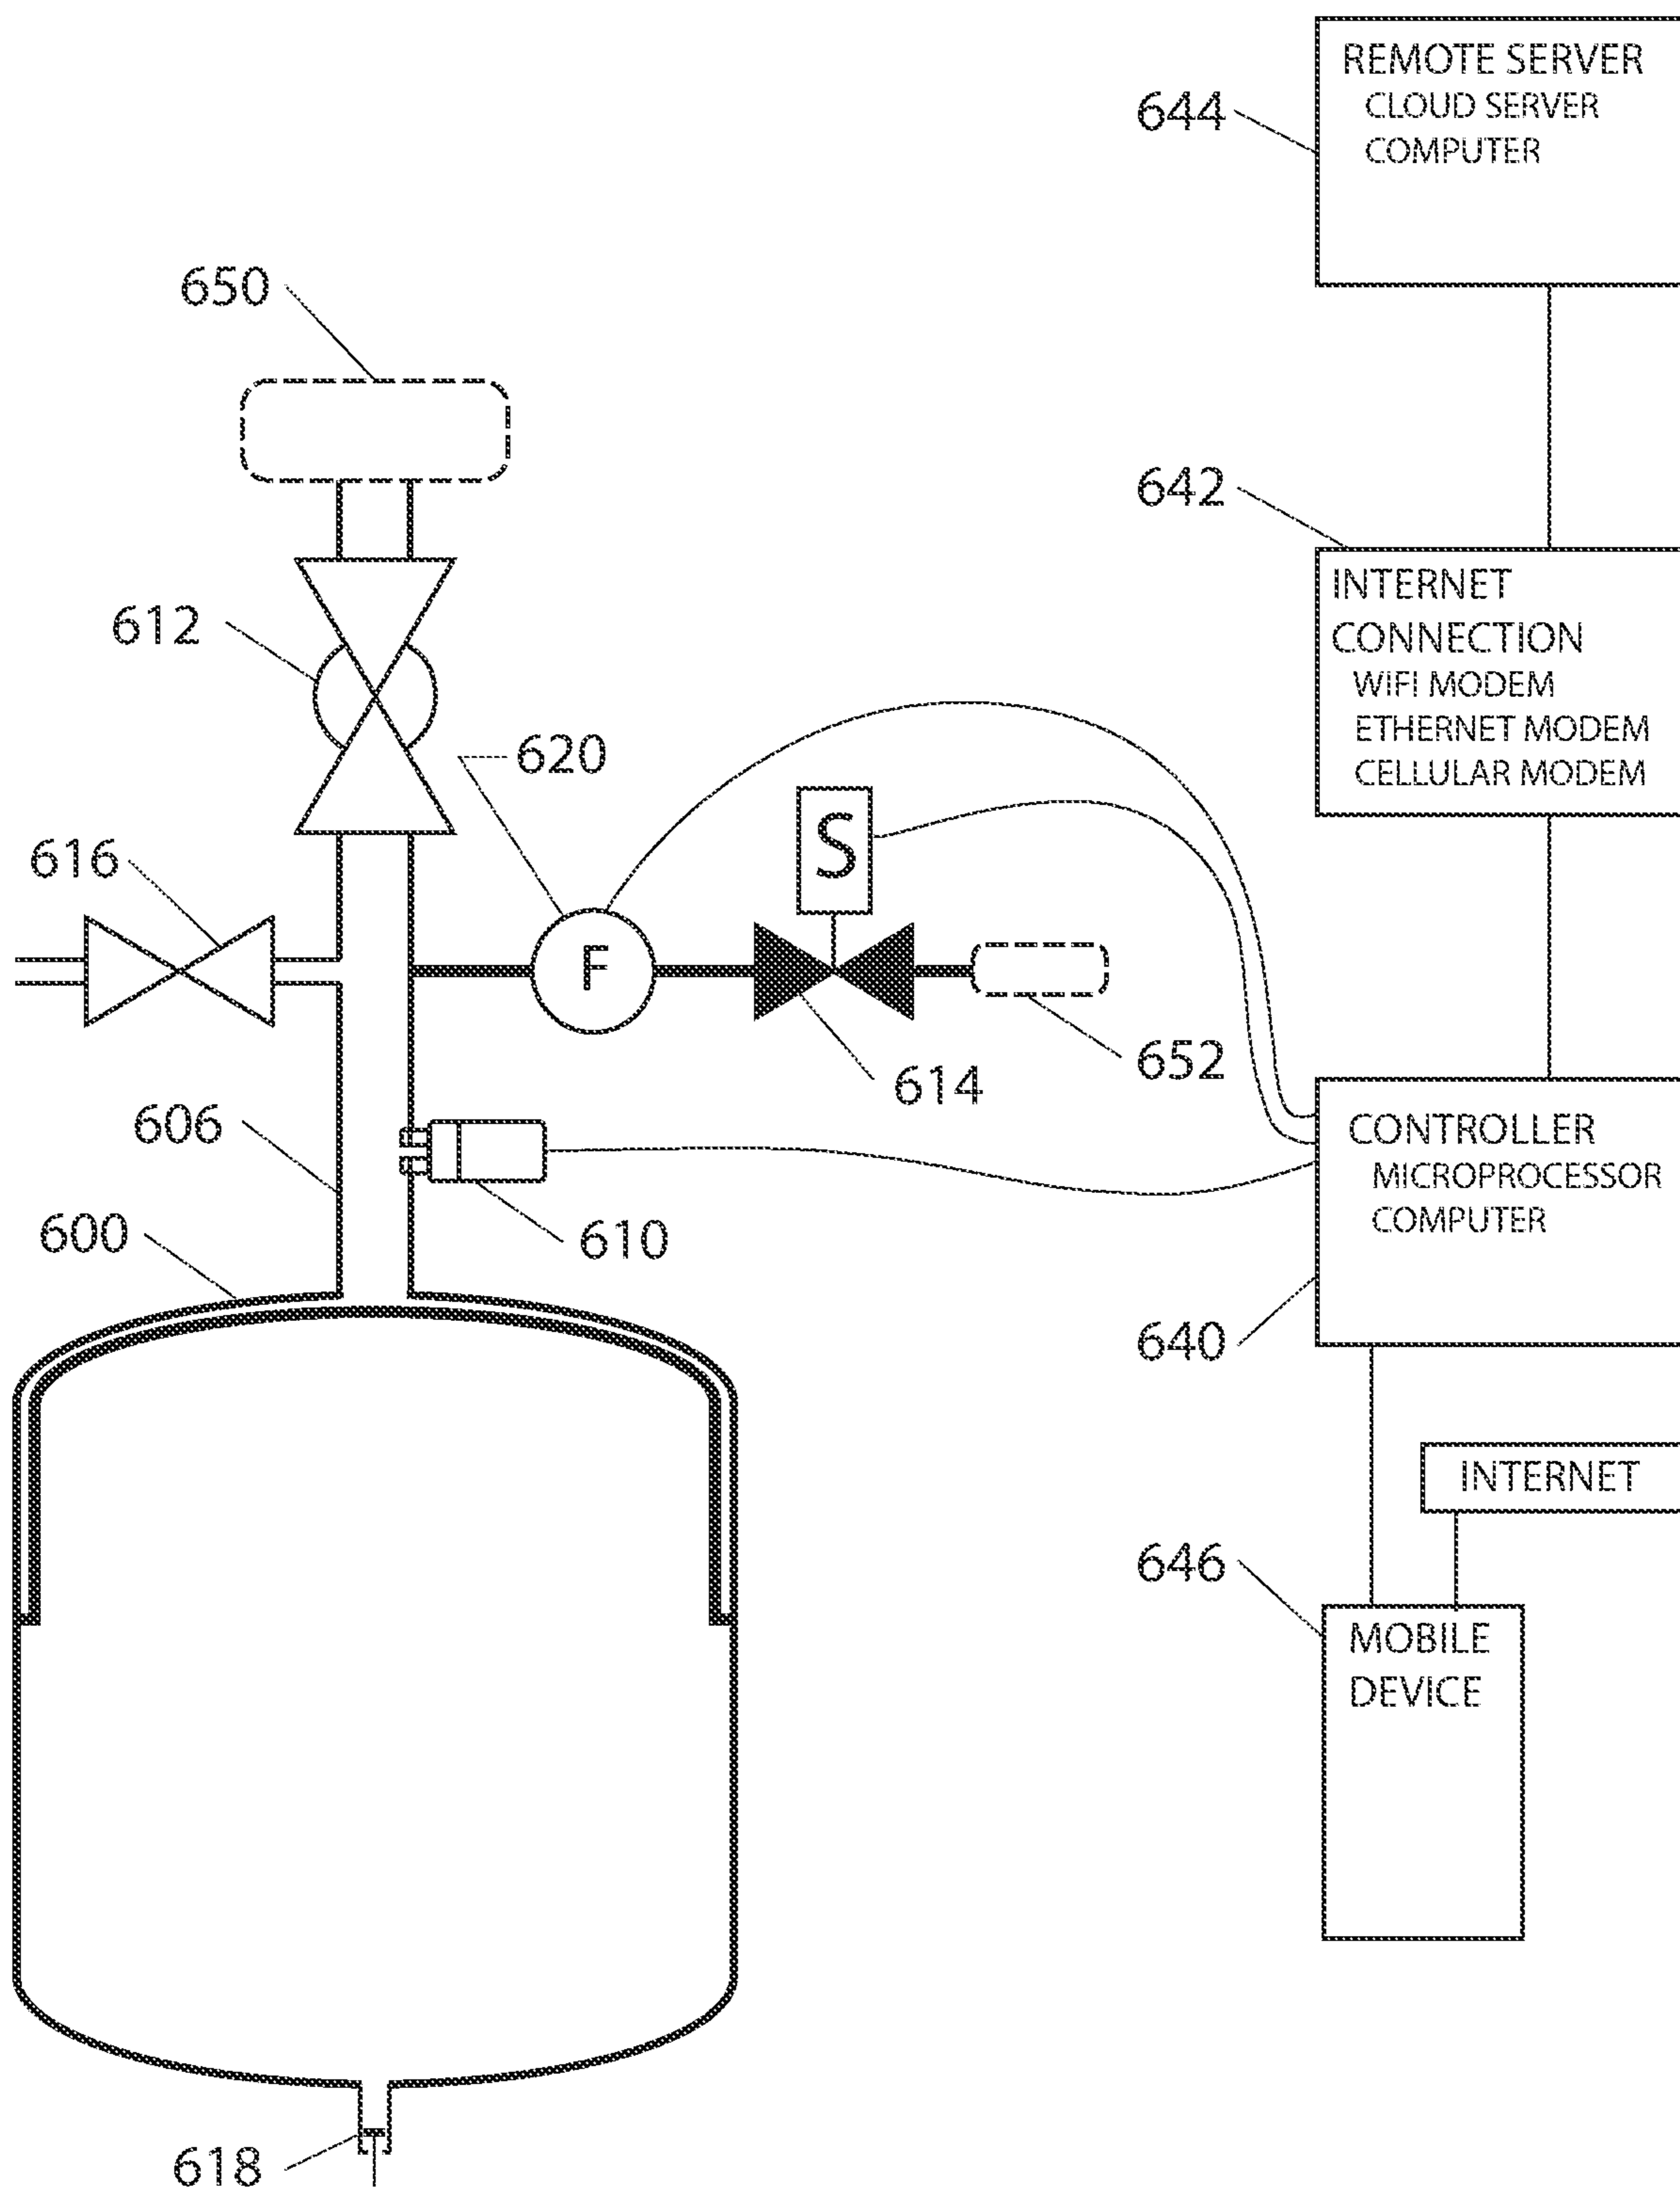 REMOTE SERVER
CLOUD SERVER
COMPUTER
644
650
642
INTERNET
CONNECTION
WIFI MODEM
ETHERNET MODEM
CELLULAR MODEM
612
620
616
S
F
614
652
606
CONTROLLER
MICROPROCESSOR
COMPUTER
600
610
640
INTERNET
646
MOBILE
DEVICE
618